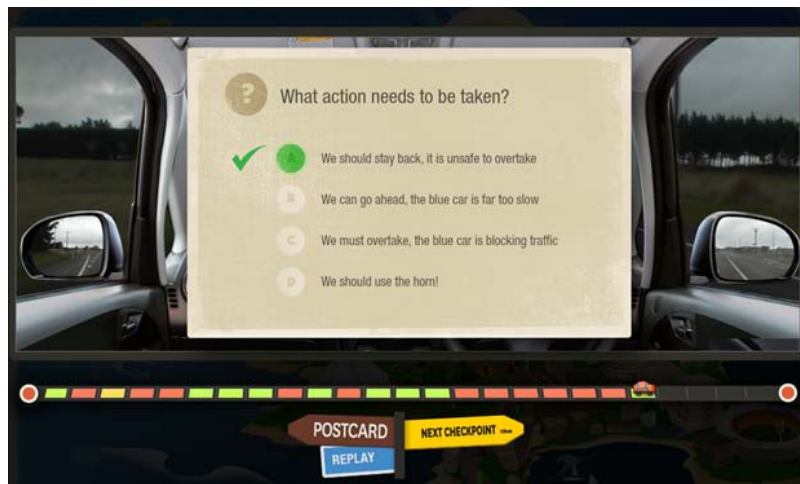 ?
What action needs to be taken?
A
We should stay back, it is unsafe to overtake
B
We can go ahead, the blue car is far too slow
C
We must overtake, the blue car is blocking traffic
D
We should use the horn!
POSTCARD
NEXT CHECKPOINT
REPLAY